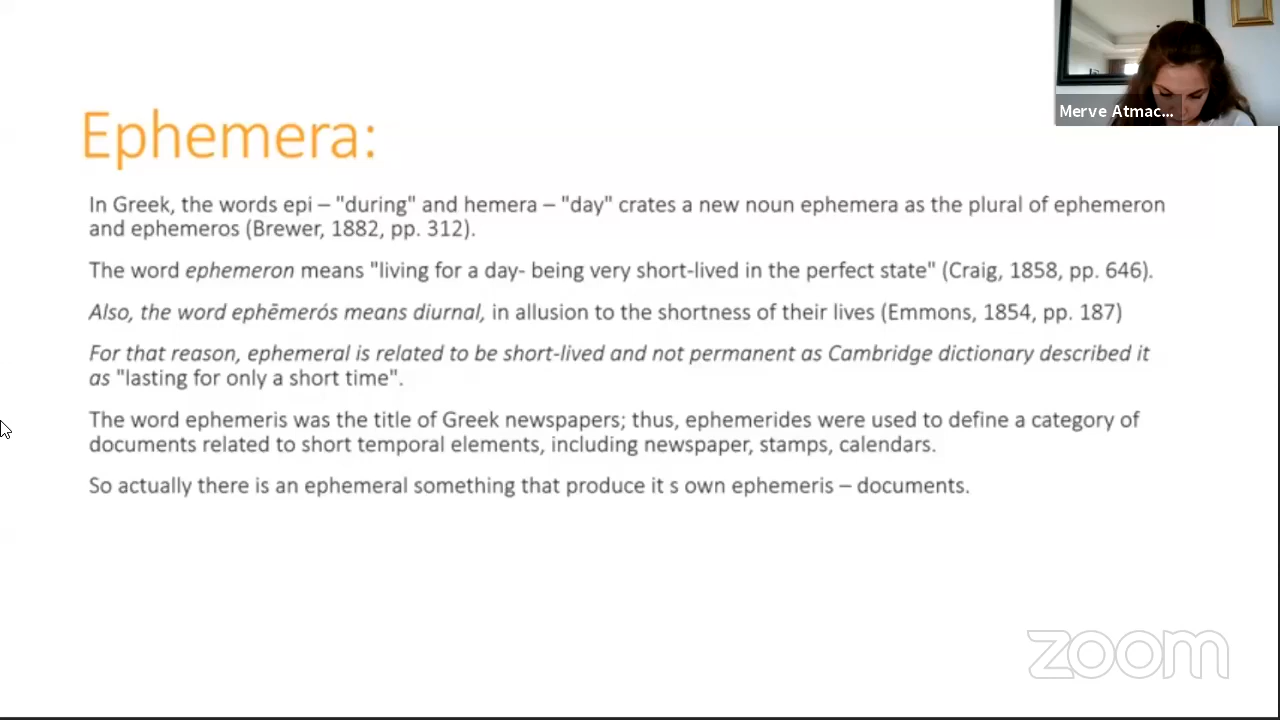 Merve Atmac...
Ephemera:
In Greek, the words epi – "during" and hemera – "day" crates a new noun ephemera as the plural of ephemeron
and ephemeros (Brewer, 1882, pp. 312).
The word ephemeron means "living for a day- being very short-lived in the perfect state" (Craig, 1858, pp. 646).
Also, the word ephēmerós means diurnal, in allusion to the shortness of their lives (Emmons, 1854, pp. 187)
For that reason, ephemeral is related to be short-lived and not permanent as Cambridge dictionary described it
as "lasting for only a short time".
The word ephemeris was the title of Greek newspapers; thus, ephemerides were used to define a category of
documents related to short temporal elements, including newspaper, stamps, calendars.
So actually there is an ephemeral something that produce it s own ephemeris – documents.
zoom